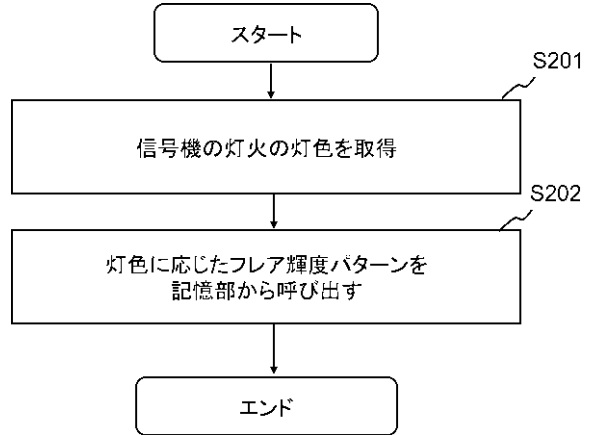 スタート
S201
信号機の灯火の灯色を取得
S202
灯色に応じたフレア輝度パターンを
記憶部から呼び出す
エンド